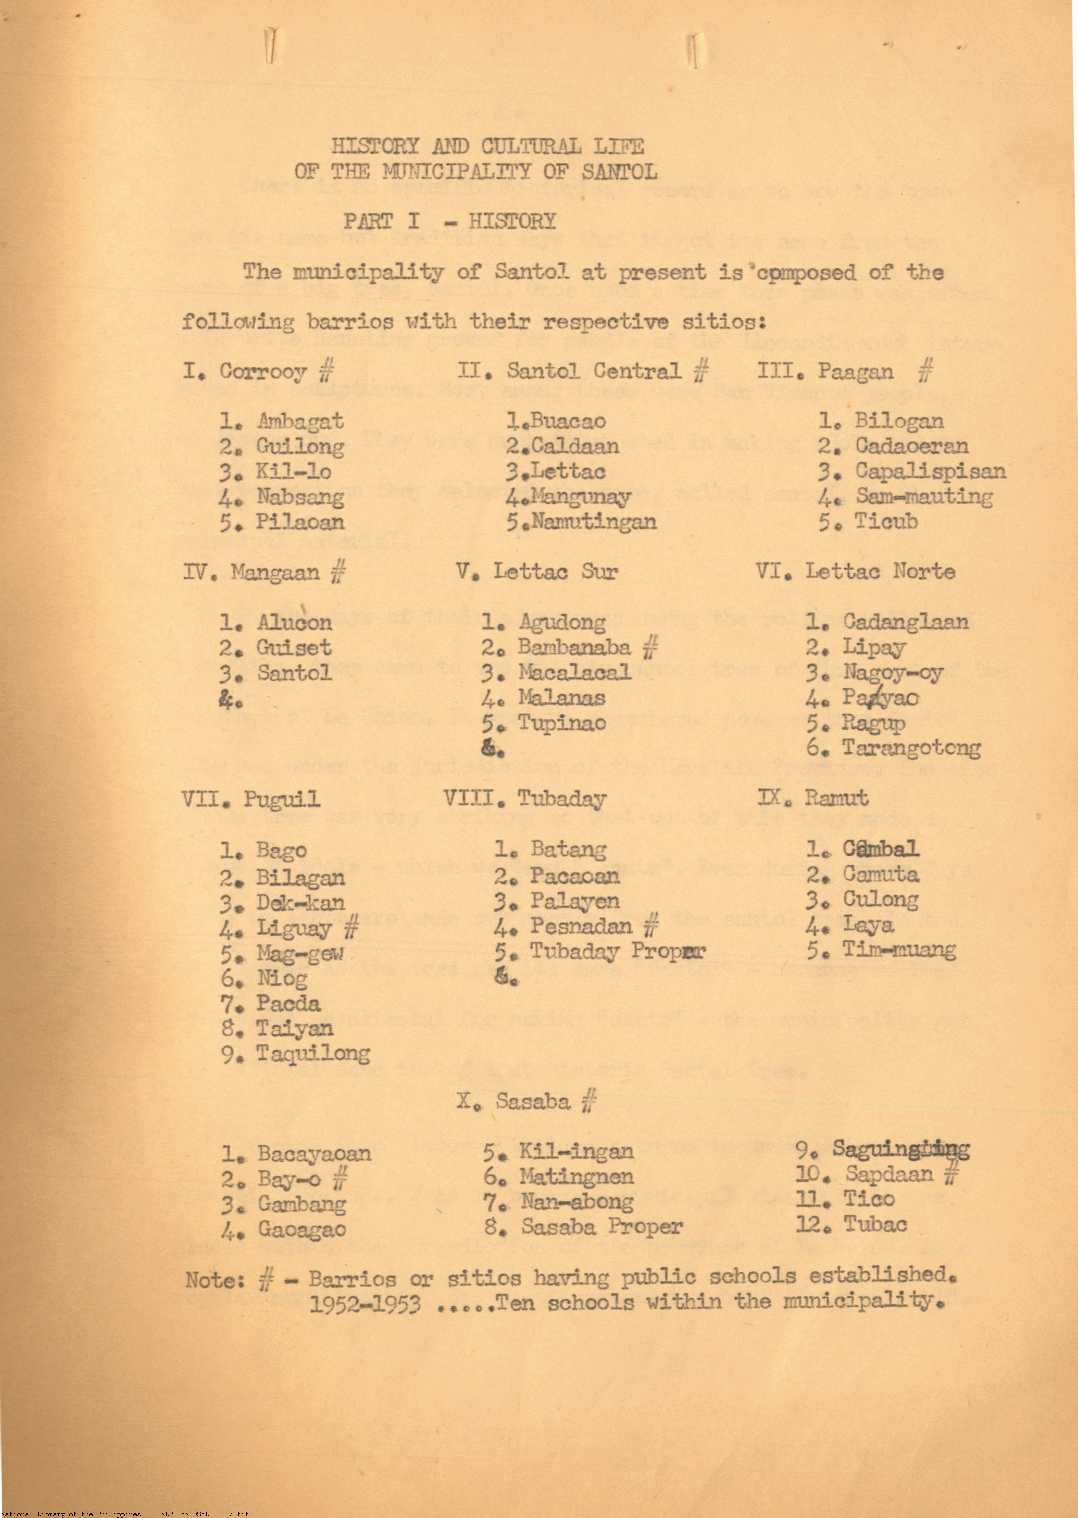 HISTORY AND CULTURAL LIFE
OF THE MUNICIPALITY OF SANTOL
PART I - HISTORY
The municipality of Santol at present is composed of the
following barrios with their respective sitios:
I. Corrooy # II. Santol Central # III. Paagan #
1. Ambagat 1.Buacao 1. Bilogan
2. Guilong 2.Caldaan 2. Cadaoeran
3. Kil-lo 3.Lettac 3. Capalispisan
4. Nabsang 4.Mangunay 4. Sam-mauting
5. Pilaoan 5.Namutingan 5. Ticub
IV. Mangaan # V. Lettac Sur VI. Lettac Norte
1. Alucon 1. Agudong 1. Cadanglaan
2. Guiset 2. Bambanaba # 2. Lipay
3. Santol 3. Macalacal 3. Nagoy-oy
4. 4. Malanas 4. Payao
5. Tupinao 5. Ragup
6. 6. Tarangotong
VII. Puguil VIII. Tubaday IX. Ramut
1. Bago 1. Batang 1. Cambal
2. Bilagan 2. Pacaoan 2. Camuta
3. Dek-kan 3. Palayen 3. Culong
4. Liguay # 4. Pesnadan # 4. Laya
5. Mag-gew 5. Tubaday Proper 5. Tim-muang
6. Niog 6.
7. Pacda
8. Taiyan
9. Taquilong
X. Sasaba #
1. Bacayaoan 5. Kil-ingan 9.
2. Bay-o # 6. Matingnen 10. Sapdaan #
3. Gambang 7. Nan-abong 11. Tico
4. Gaoagao 8. Sasaba Proper 12. Tubac
Note: # - Barrios or sitios having public schools established.
1952-1953 .....Ten schools within the municipality.